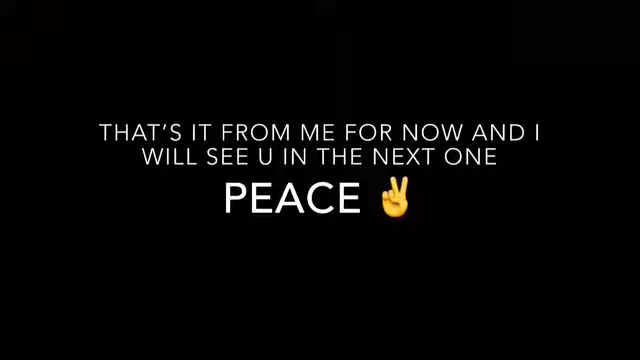 THAT'S IT FROM ME FOR NOW AND I
WILL SEE U IN THE NEXT ONE
PEACE ✌️